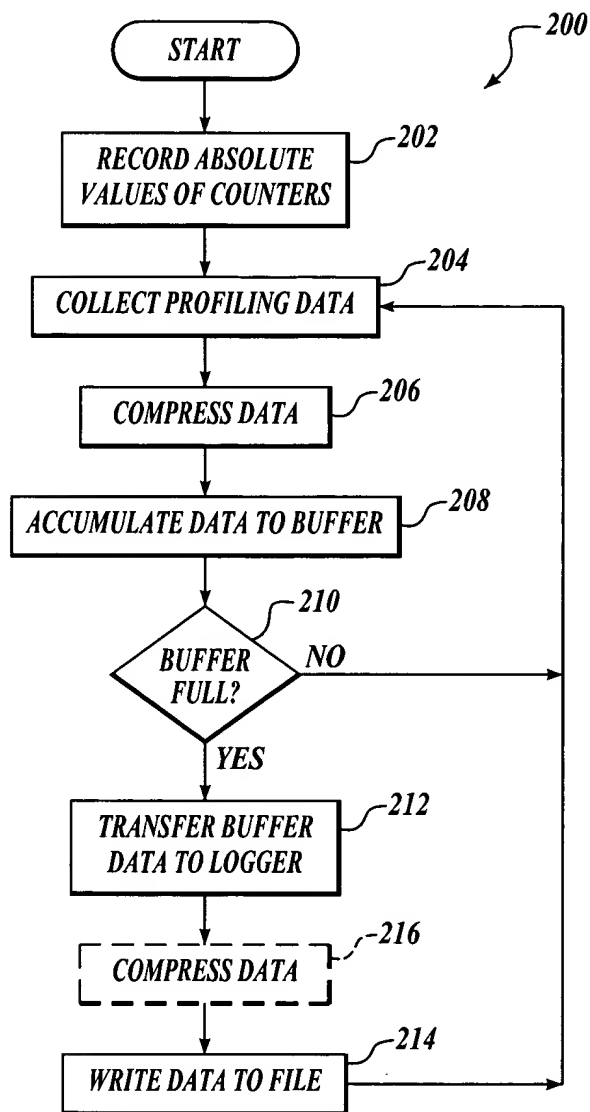 START
200
RECORD ABSOLUTE
VALUES OF COUNTERS
202
COLLECT PROFILING DATA
204
COMPRESS DATA
206
ACCUMULATE DATA TO BUFFER
208
BUFFER
FULL?
210
NO
YES
TRANSFER BUFFER
DATA TO LOGGER
212
COMPRESS DATA
216
WRITE DATA TO FILE
214